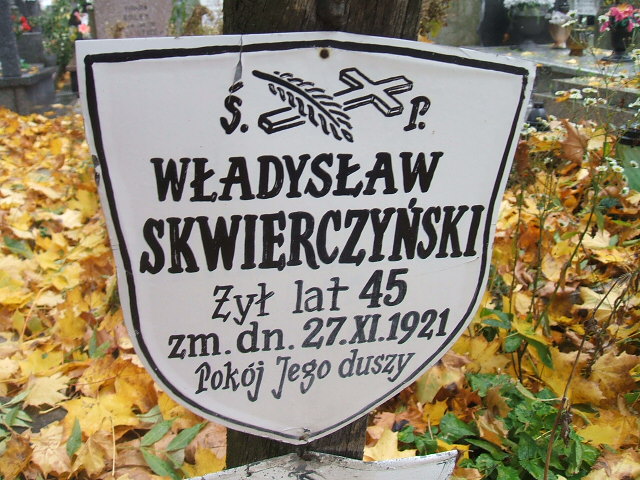 Ś. P.
WŁADYSŁAW
SKWIERCZYŃSKI
Żył lat 45
zm. dn. 27.XI.1921
Pokój Jego duszy